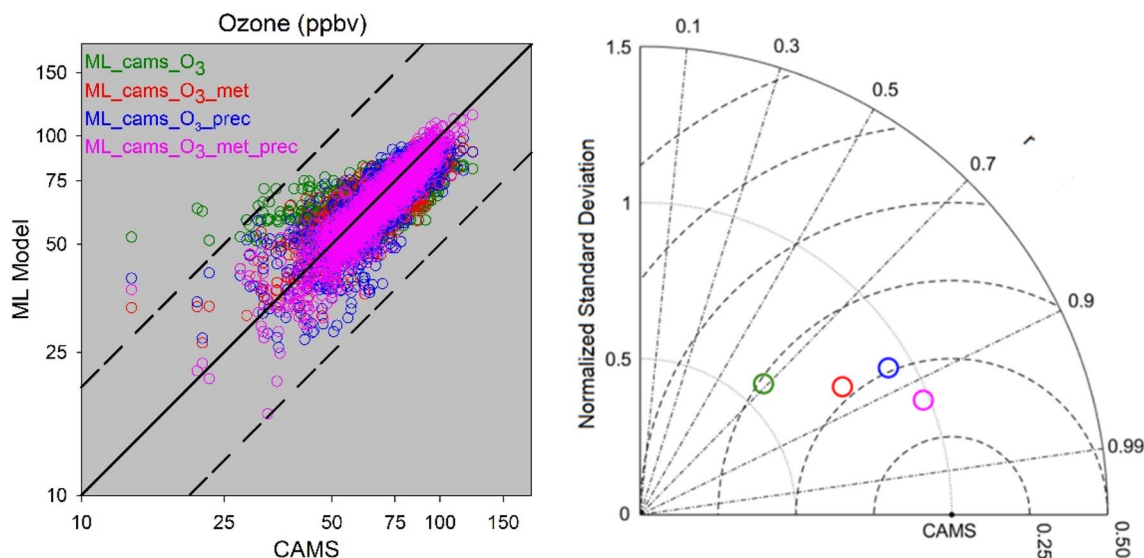 Ozone (ppbv)
ML_cams_O3
ML_cams_O3_met
ML_cams_O3_prec
ML_cams_O3_met_prec
150
100
75
50
25
10
ML Model
10
25
50
75
100
150
CAMS
1.5
1
0.5
0
Normalized Standard Deviation
0.1
0.3
0.5
0.7
0.9
0.99
r
CAMS
0.25
0.50